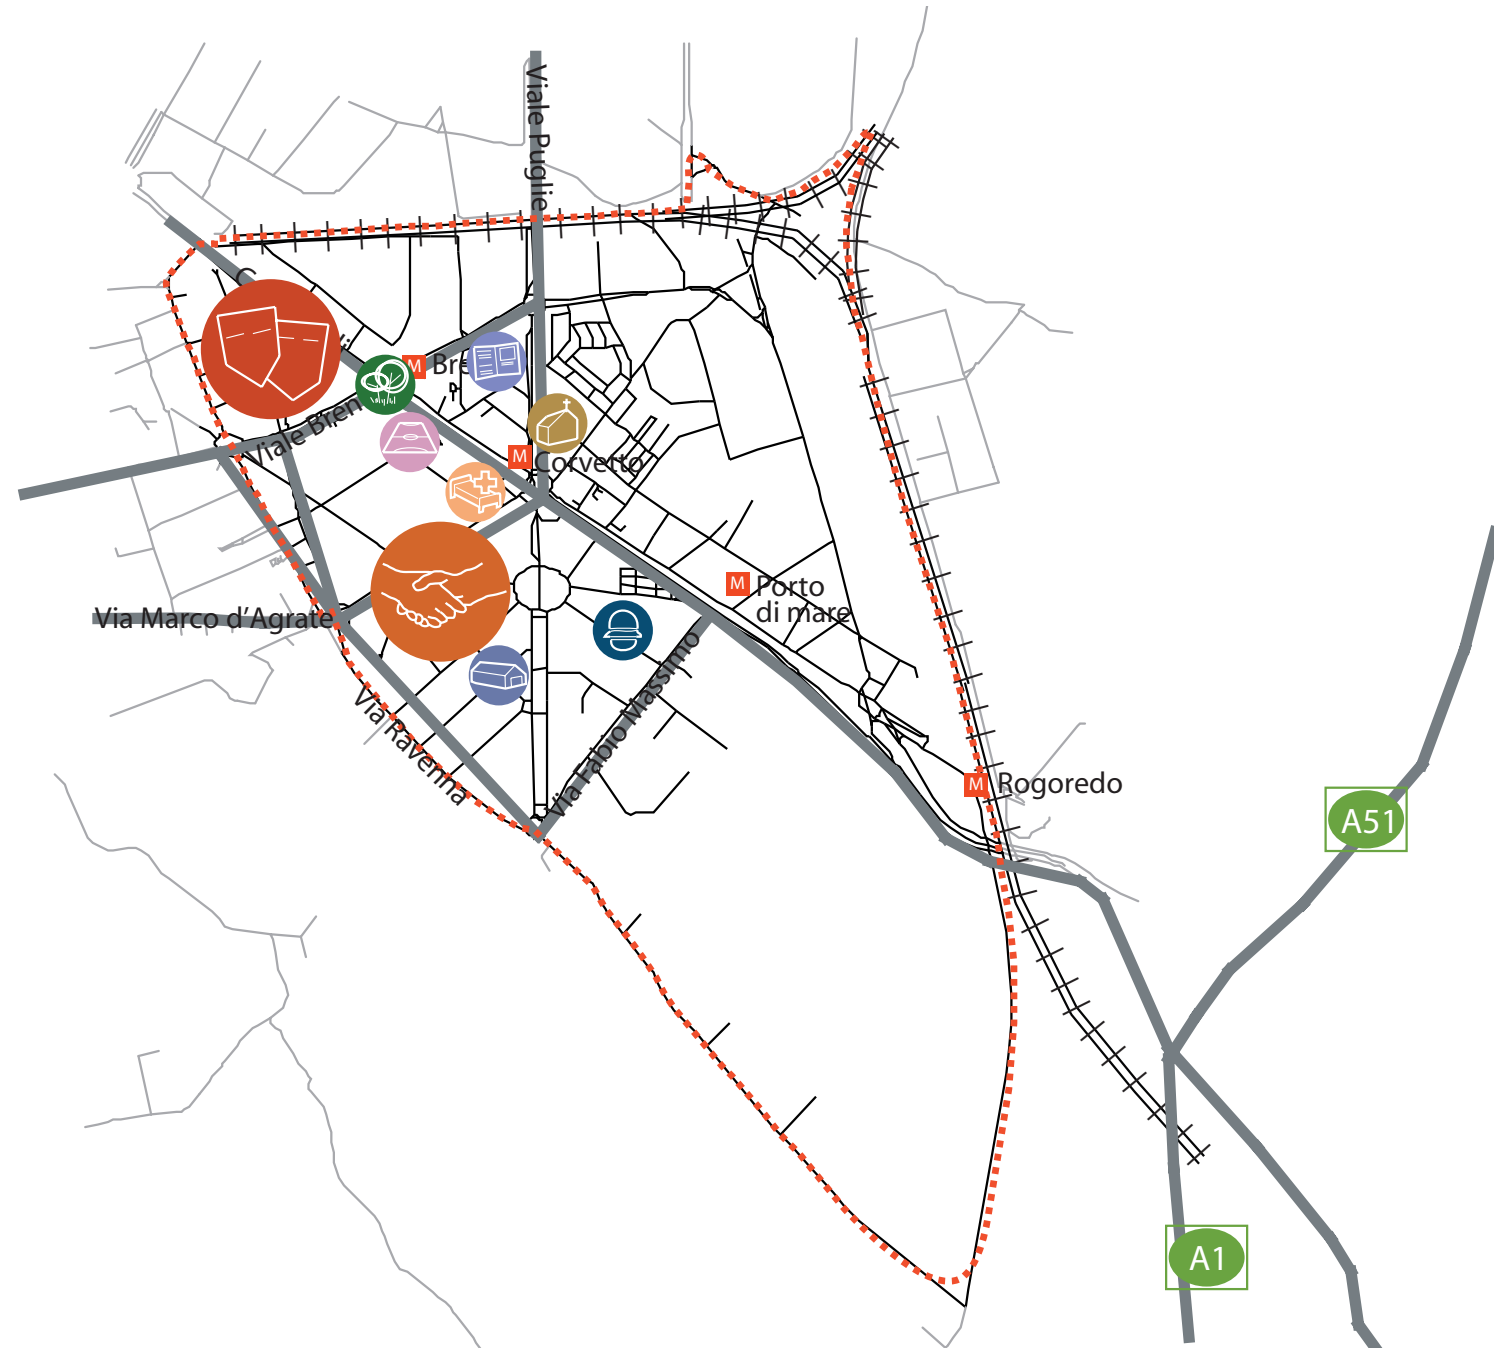 Viale Puglie
M
Viale Bren
M
Corvetto
M
Porto
di mare
Via Marco d'Agrate
Via Ravenna
Via Fabio Massimo
M
Rogoredo
A51
A1